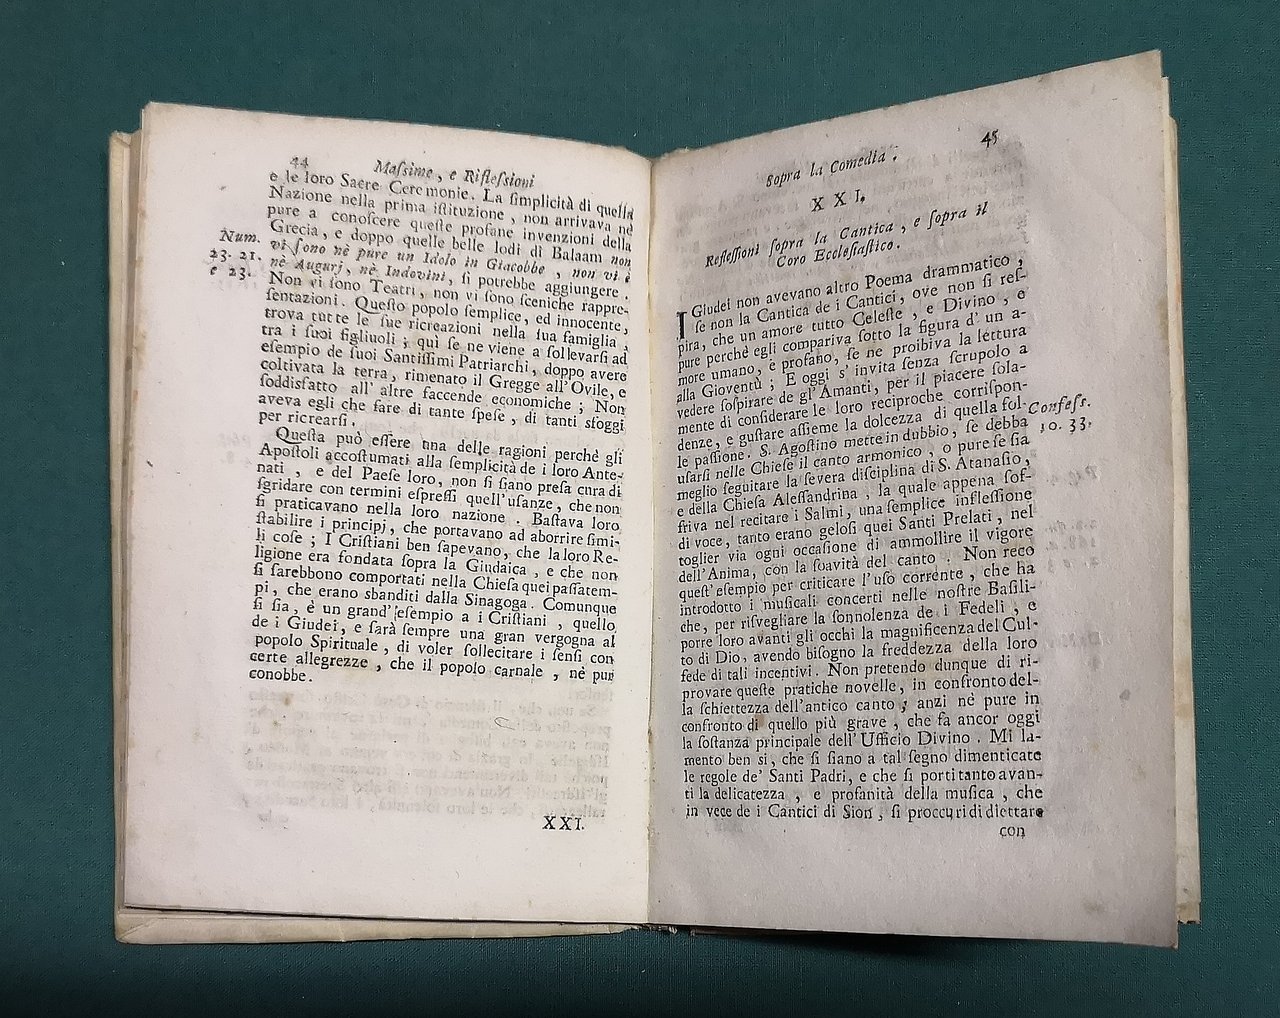 44
Maſsime, e Rifleſsioni
e le loro Sacre Ceremonie. La ſimplicità di quella
Nazione nella prima iſtituzione, non arrivava nè
pure a conoſcere queſte profane invenzioni della
Grecia, e doppo quelle belle lodi di Balaam non
vi ſono nè pure un Idolo in Giacobbe, non vi è
nè Augurj, nè Indovini, ſi potrebbe aggiungere.
Num.
23. 21.
e 23.
Non vi ſono Teatri, non vi ſono ſceniche rappre-
ſentazioni. Queſto popolo ſemplice, ed innocente,
trova tutte le ſue ricreazioni nella ſua famiglia,
tra i ſuoi figliuoli; quì ſe ne viene a ſollevarſi ad
eſempio de ſuoi Santiſſimi Patriarchi, doppo avere
coltivata la terra, rimenato il Gregge all'Ovile, e
ſoddisfatto all' altre faccende economiche; Non
aveva egli che fare di tante ſpeſe, di tanti sfoggi
per ricrearſi.
Queſta può eſſere una delle ragioni perchè gli
Apoſtoli accoſtumati alla ſemplicità de i loro Ante-
nati, e del Paeſe loro, non ſi ſiano preſa cura di
ſgridare con termini eſpreſſi quell'uſanze, che non
ſi praticavano nella loro nazione. Baſtava loro
ſtabilire i principj, che portavano ad aborrire ſimi-
li coſe; I Criſtiani ben ſapevano, che la loro Re-
ligione era fondata ſopra la Giudaica, e che non
ſi ſarebbono comportati nella Chieſa quei paſſatem-
pi, che erano sbanditi dalla Sinagoga. Comunque
ſi ſia, è un grand' eſempio a i Criſtiani, quello
de i Giudei, e ſarà ſempre una gran vergogna al
popolo Spirituale, di voler ſollecitare i ſenſi con
certe allegrezze, che il popolo carnale, nè pur
conobbe.
XXI.
Sopra la Comedia.
45
XXI.
Refleſſioni ſopra la Cantica, e ſopra il
Coro Eccleſiaſtico.
I Giudei non avevano altro Poema drammatico,
ſe non la Cantica de i Cantici, ove non ſi reſ-
pira, che un amore tutto Celeſte, e Divino, e
pure perchè egli compariva ſotto la figura d' un a-
more umano, e profano, ſe ne proibiva la lettura
alla Gioventù; E oggi s' invita ſenza ſcrupolo a
vedere ſoſpirare de gl'Amanti, per il piacere ſola-
mente di conſiderare le loro reciproche corriſpon-
denze, e guſtare aſſieme la dolcezza di quella fol-
le paſſione. S. Agoſtino mette in dubbio, ſe debba
uſarſi nelle Chieſe il canto armonico, o pure ſe ſia
Confeſs.
10. 33.
meglio ſeguitare la ſevera diſciplina di S. Atanaſio,
e della Chieſa Aleſſandrina, la quale appena ſof-
friva nel recitare i Salmi, una ſemplice infleſſione
di voce, tanto erano geloſi quei Santi Prelati, nel
toglier via ogni occaſione di ammollire il vigore
dell'Anima, con la ſoavità del canto. Non reco
queſt'eſempio per criticare l'uſo corrente, che ha
introdotto i muſicali concerti nelle noſtre Baſili-
che, per riſvegliare la ſonnolenza de i Fedeli, e
porre loro avanti gli occhi la magnificenza del Cul-
to di Dio, avendo biſogno la freddezza della loro
fede di tali incentivi. Non pretendo dunque di ri-
provare queſte pratiche novelle, in confronto del-
la ſchiettezza dell'antico canto; anzi nè pure in
confronto di quello più grave, che fa ancor oggi
la ſoſtanza principale dell' Ufficio Divino. Mi la-
mento ben sì, che ſi ſiano a tal ſegno dimenticate
le regole de' Santi Padri, e che ſi porti tanto avan-
ti la delicatezza, e profanità della muſica, che
in vece de i Cantici di Sion, ſi proccuri di diettare
con